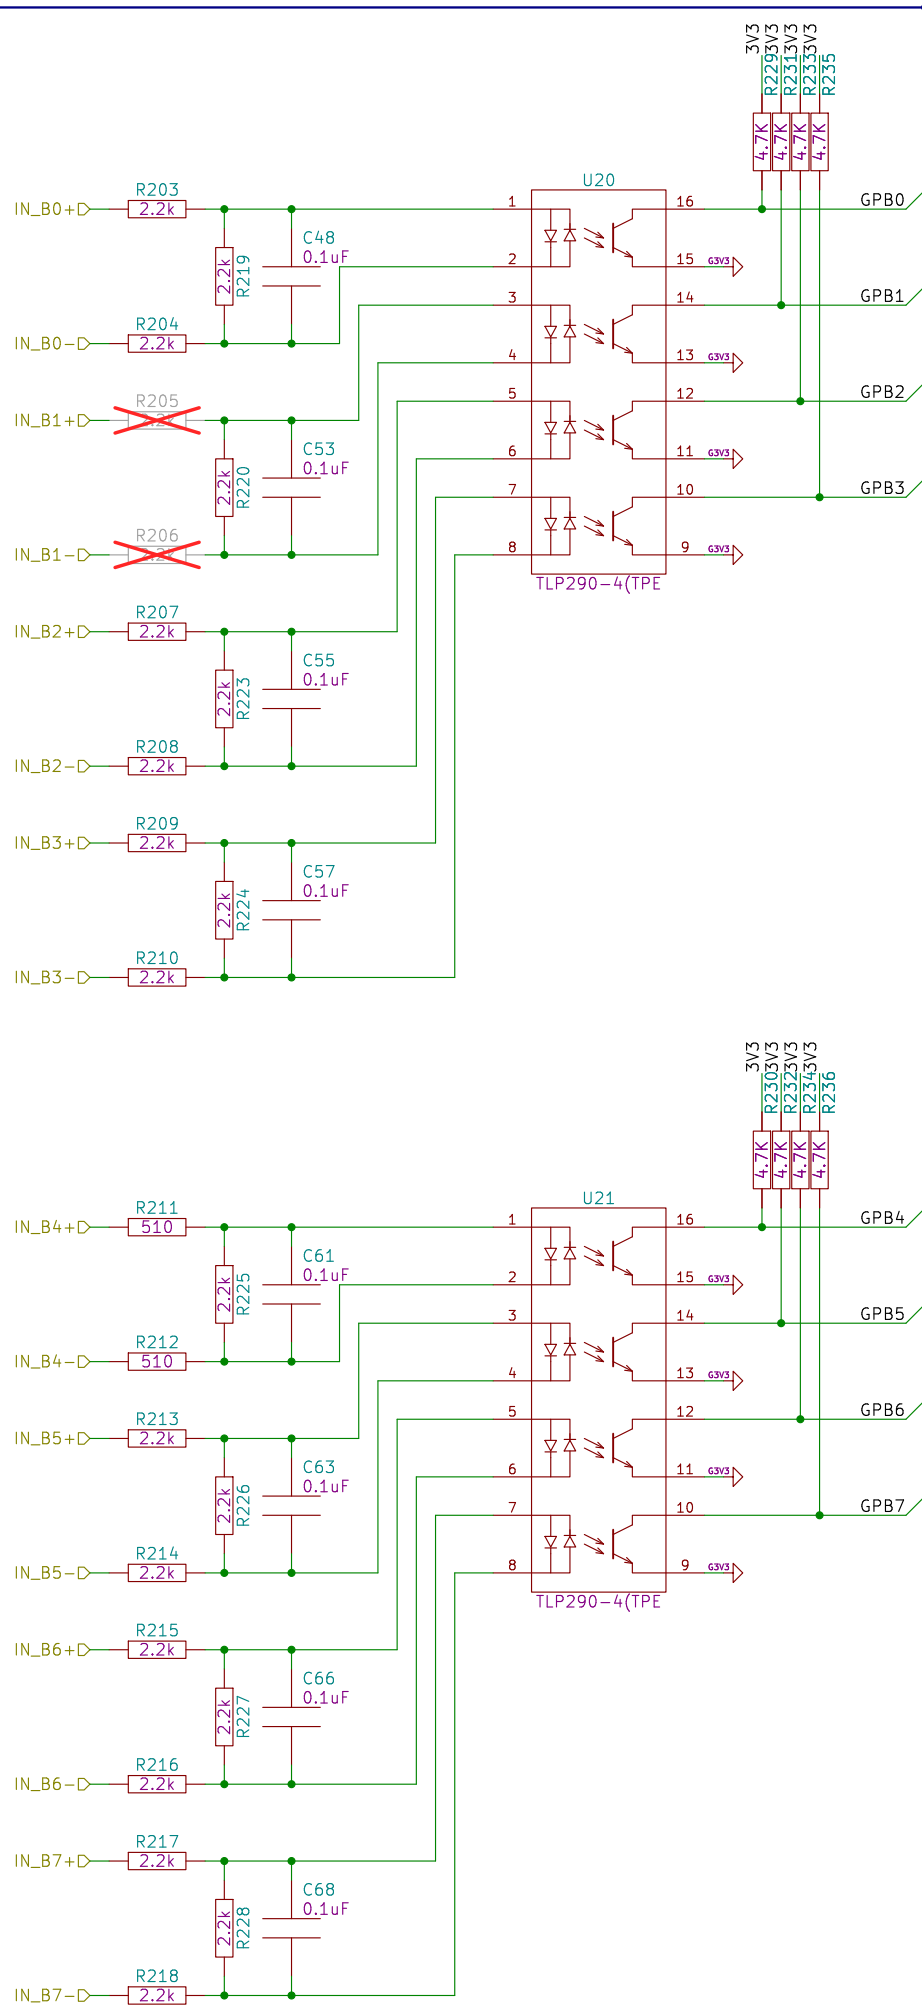 3V3
3V3
3V3
3V3
R229
R231
R233
R235
4.7K
4.7K
4.7K
4.7K
U20
R203
IN_B0+
2.2k
1
16
GPB0
C48
0.1uF
2.2k
R219
2
15
G3V3
3
14
GPB1
R204
IN_B0-
2.2k
4
13
G3V3
R205
IN_B1+
5
12
GPB2
C53
0.1uF
2.2k
R220
6
11
G3V3
7
10
GPB3
R206
IN_B1-
8
9
G3V3
TLP290-4(TPE
R207
IN_B2+
2.2k
C55
0.1uF
2.2k
R223
R208
IN_B2-
2.2k
R209
IN_B3+
2.2k
C57
0.1uF
2.2k
R224
R210
IN_B3-
2.2k
3V3
3V3
3V3
3V3
R230
R232
R234
R236
4.7K
4.7K
4.7K
4.7K
U21
R211
IN_B4+
510
1
16
GPB4
C61
0.1uF
2.2k
R225
2
15
G3V3
3
14
GPB5
R212
IN_B4-
510
4
13
G3V3
R213
IN_B5+
2.2k
5
12
GPB6
C63
0.1uF
2.2k
R226
6
11
G3V3
7
10
GPB7
R214
IN_B5-
2.2k
8
9
G3V3
TLP290-4(TPE
R215
IN_B6+
2.2k
C66
0.1uF
2.2k
R227
R216
IN_B6-
2.2k
R217
IN_B7+
2.2k
C68
0.1uF
2.2k
R228
R218
IN_B7-
2.2k